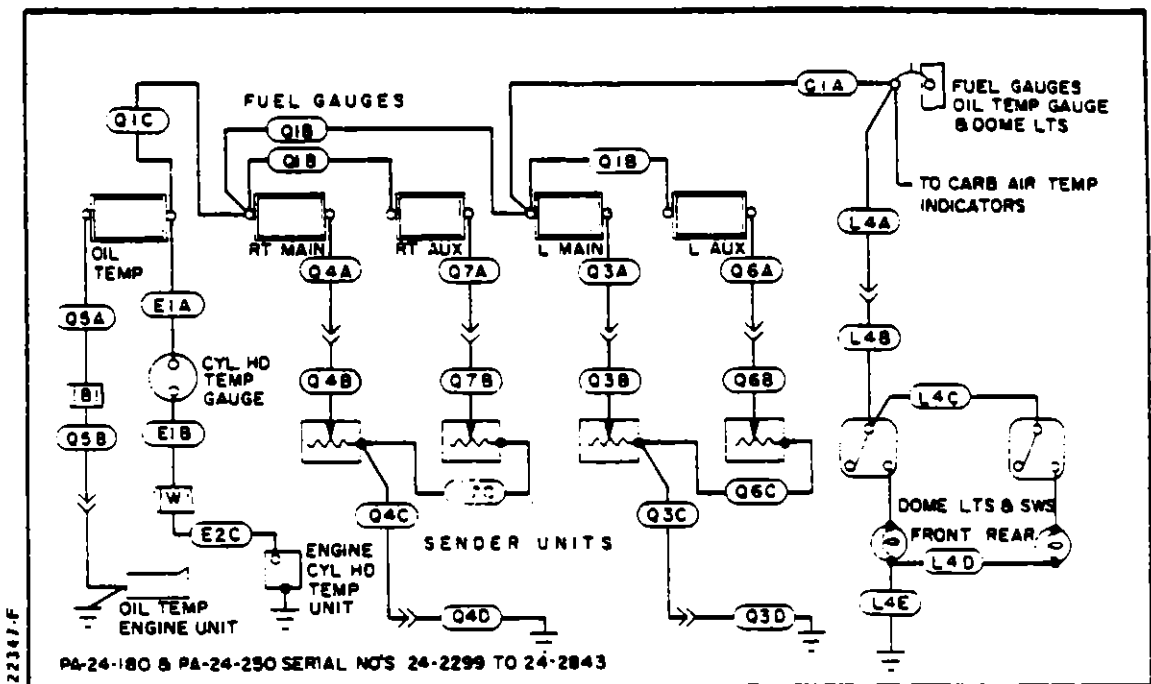 FUEL GAUGES
Q1C
Q1B
Q1B
Q1B
FUEL GAUGES
OIL TEMP GAUGE
& DOME LTS
TO CARB AIR TEMP
INDICATORS
L4A
OIL
TEMP
RT MAIN
RT AUX
L MAIN
L AUX
Q4A
Q7A
Q3A
Q6A
Q5A
E1A
L4B
CYL HD
TEMP
GAUGE
Q4B
Q7B
Q3B
Q6B
L4C
B
Q5B
E1B
W
Q6C
Q4C
Q3C
E2C
SENDER UNITS
DOME LTS & SWS
FRONT REAR
L4D
L4E
ENGINE
CYL HD
TEMP
UNIT
OIL TEMP
ENGINE UNIT
Q4D
Q3D
PA-24-180 & PA-24-250 SERIAL NO'S 24-2299 TO 24-2843